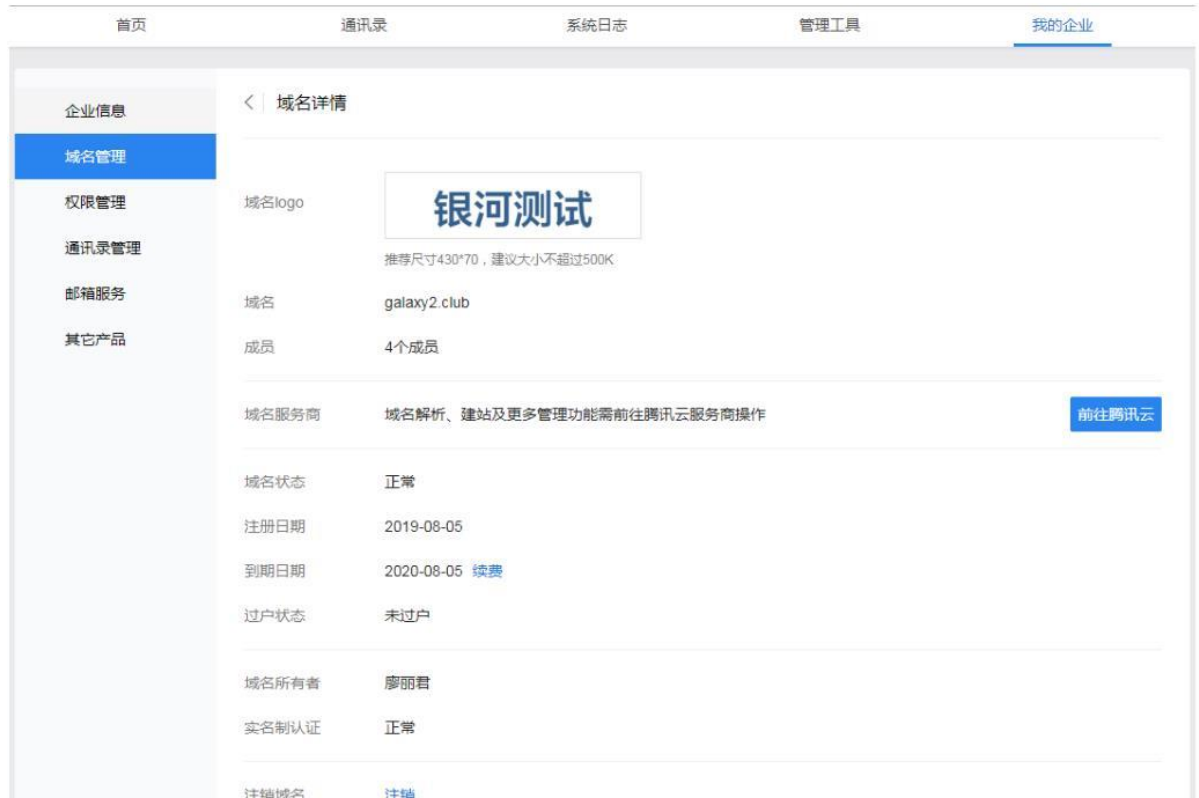 首页 通讯录 系统日志 管理工具 我的企业
企业信息
域名管理
权限管理
通讯录管理
邮箱服务
其它产品
域名详情
域名logo 银河测试
推荐尺寸430*70，建议大小不超过500K
域名 galaxy2.club
成员 4个成员
域名服务商 域名解析、建站及更多管理功能需前往腾讯云服务商操作 前往腾讯云
域名状态 正常
注册日期 2019-08-05
到期日期 2020-08-05 续费
过户状态 未过户
域名所有者 廖丽君
实名制认证 正常
注销域名 注销